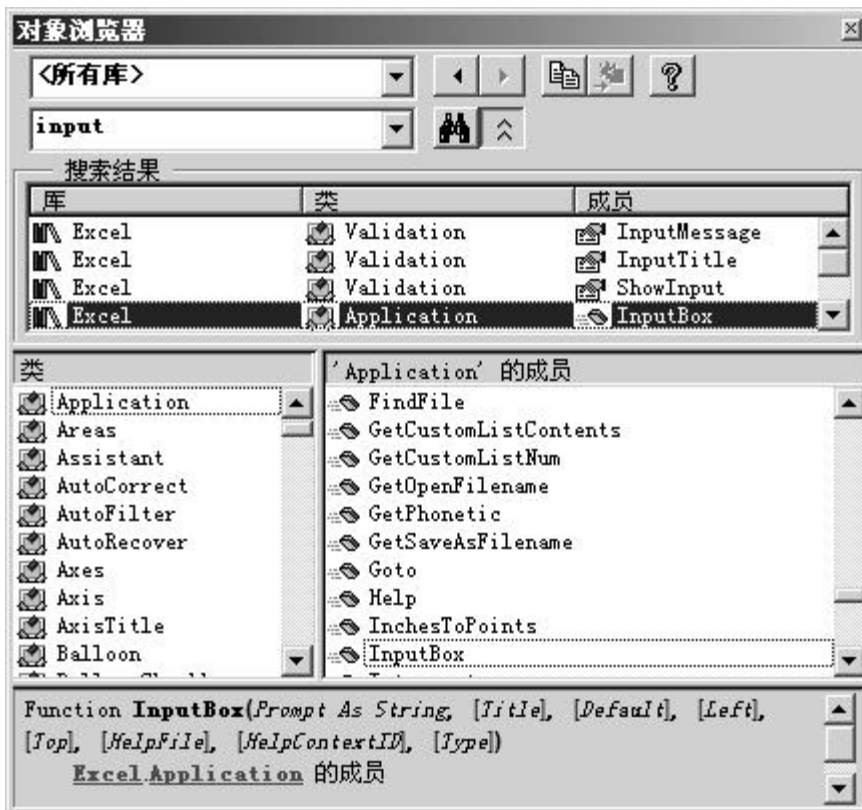 对象浏览器
<所有库>
input
搜索结果
库 类 成员
Excel Validation InputMessage
Excel Validation InputTitle
Excel Validation ShowInput
Excel Application InputBox
类
Application
Areas
Assistant
AutoCorrect
AutoFilter
AutoRecover
Axes
Axis
AxisTitle
Balloon
'Application' 的成员
FindFile
GetCustomListContents
GetCustomListNum
GetOpenFilename
GetPhonetic
GetSaveAsFilename
Goto
Help
InchesToPoints
InputBox
Function InputBox(Prompt As String, [Title], [Default], [Left],
[Top], [HelpFile], [HelpContextID], [Type])
Excel.Application 的成员